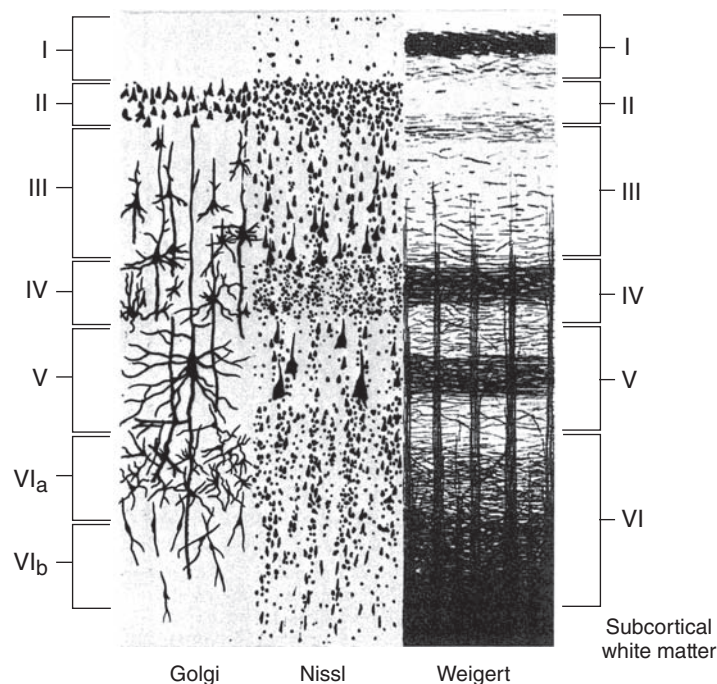 I
II
III
IV
V
VIa
VIb
I
II
III
IV
V
VI
Subcortical
white matter
Golgi
Nissl
Weigert